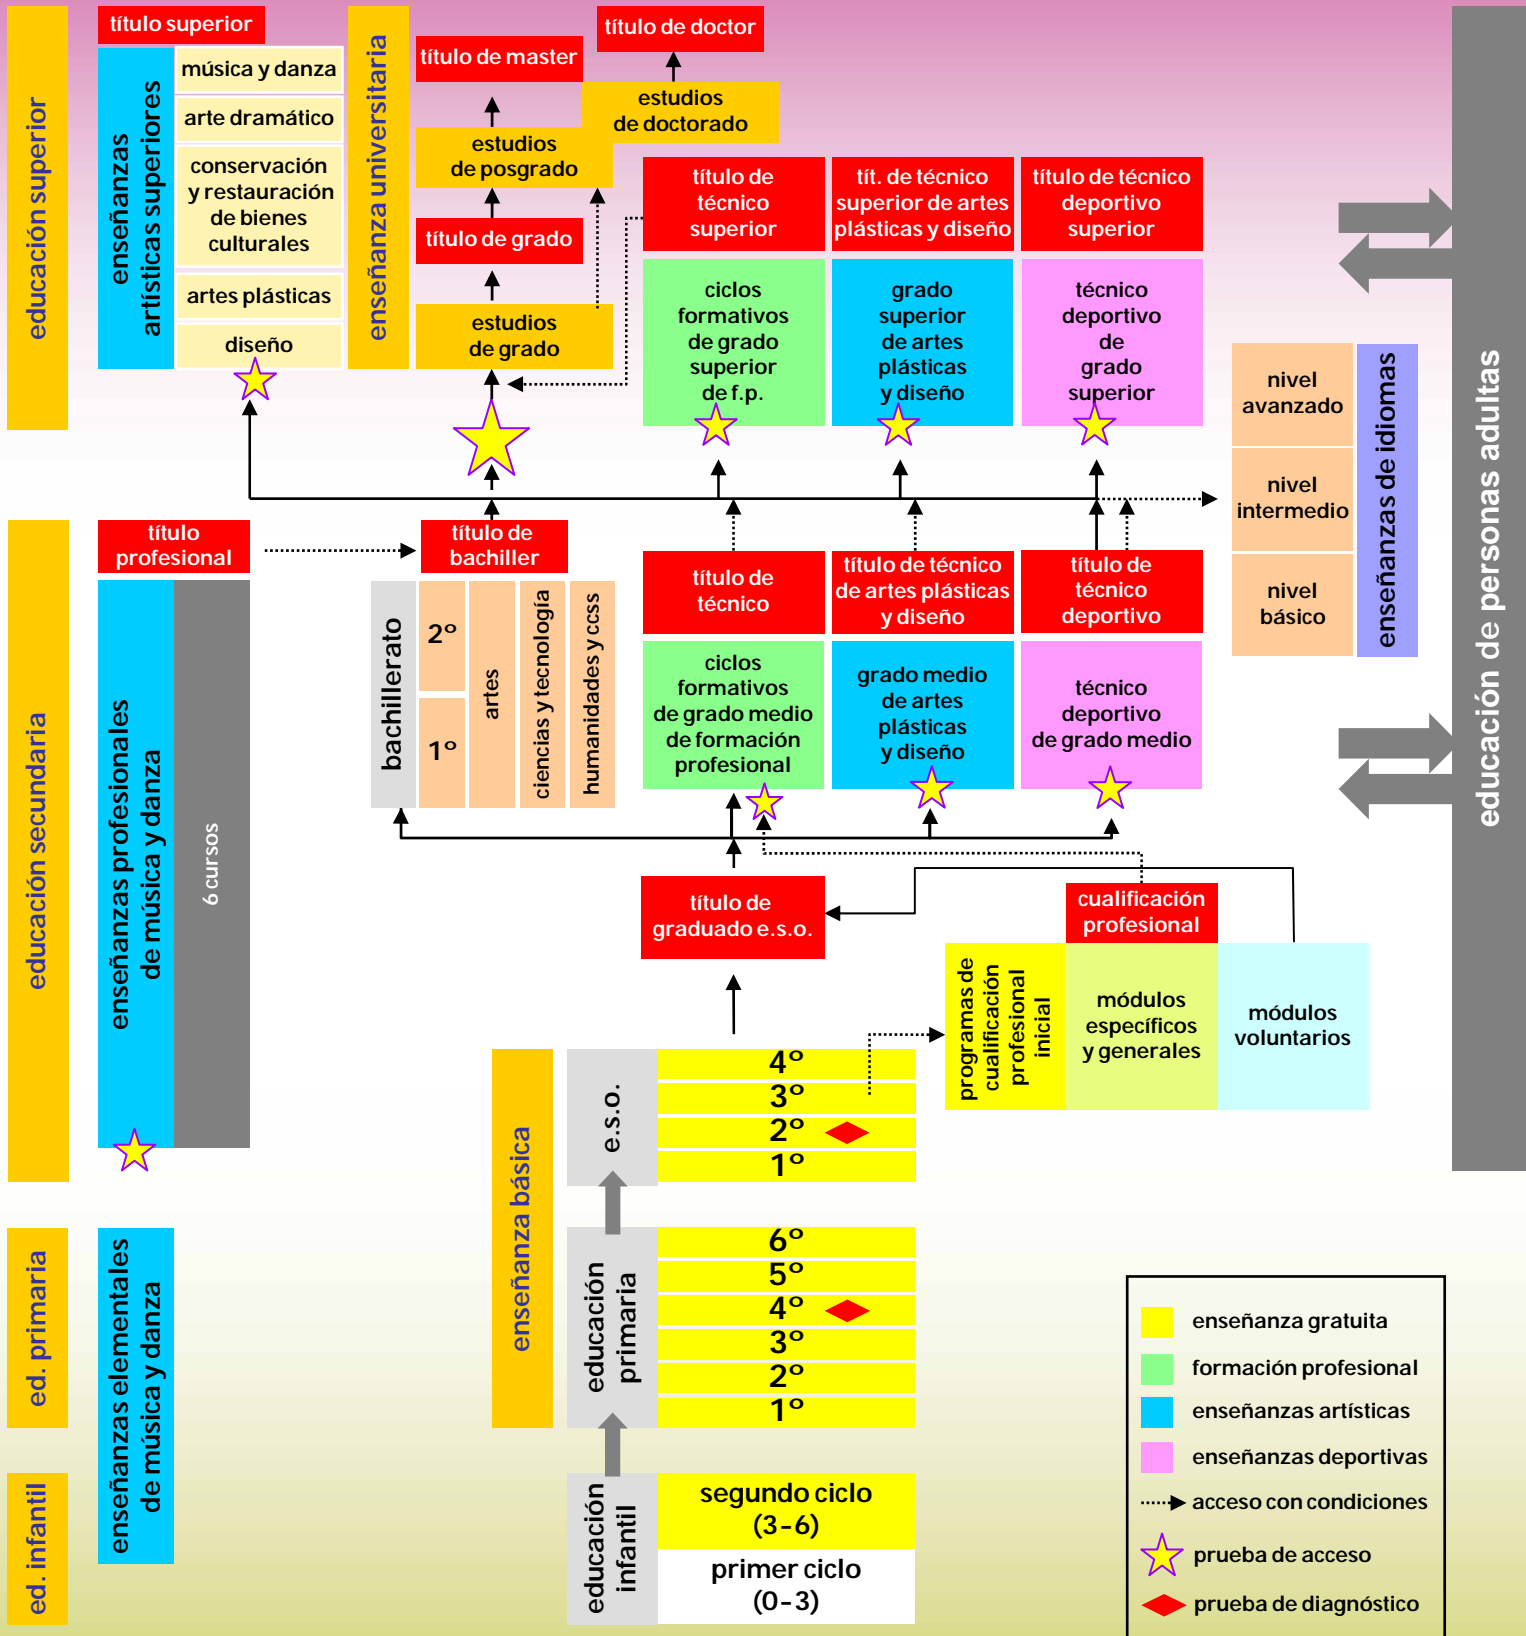 educación superior
título superior
enseñanzas
artísticas superiores
música y danza
arte dramático
conservación
y restauración
de bienes
culturales
artes plásticas
diseño
enseñanza universitaria
título de master
título de doctor
estudios
de doctorado
estudios
de posgrado
título de grado
estudios
de grado
título de
técnico
superior
tít. de técnico
superior de artes
plásticas y diseño
título de técnico
deportivo
superior
ciclos
formativos
de grado
superior
de f.p.
grado
superior
de artes
plásticas
y diseño
técnico
deportivo
de
grado
superior
nivel
avanzado
nivel
intermedio
nivel
básico
enseñanzas de idiomas
educación de personas adultas
educación secundaria
título
profesional
enseñanzas profesionales
de música y danza
6 cursos
título de
bachiller
bachillerato
2º
1º
artes
ciencias y tecnología
humanidades y ccss
título de
técnico
título de técnico
de artes plásticas
y diseño
título de
técnico
deportivo
ciclos
formativos
de grado medio
de formación
profesional
grado medio
de artes
plásticas
y diseño
técnico
deportivo
de grado medio
título de
graduado e.s.o.
cualificación
profesional
programas de
cualificación
profesional
inicial
módulos
específicos
y generales
módulos
voluntarios
enseñanza básica
e.s.o.
4º
3º
2º
1º
ed. primaria
enseñanzas elementales
de música y danza
educación
primaria
6º
5º
4º
3º
2º
1º
ed. infantil
educación
infantil
segundo ciclo
(3-6)
primer ciclo
(0-3)
enseñanza gratuita
formación profesional
enseñanzas artísticas
enseñanzas deportivas
acceso con condiciones
prueba de acceso
prueba de diagnóstico